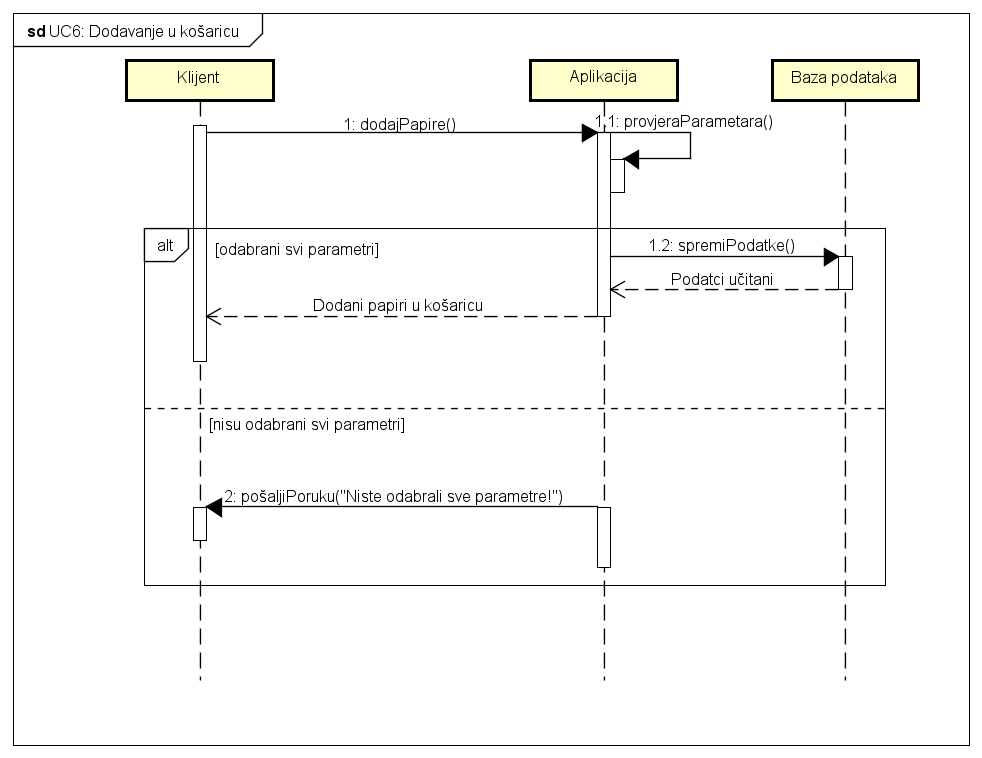 sd UC6: Dodavanje u košaricu
Klijent
Aplikacija
Baza podataka
1: dodajPapire()
1.1: provjeraParametara()
alt
[odabrani svi parametri]
1.2: spremiPodatke()
Podatci učitani
Dodani papiri u košaricu
[nisu odabrani svi parametri]
2: pošaljiPoruku("Niste odabrali sve parametre!")